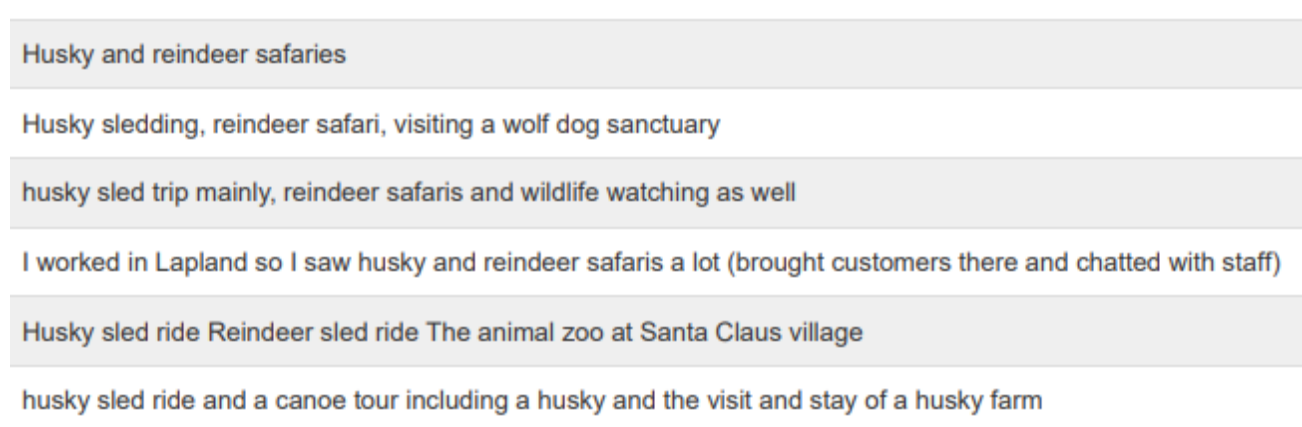 Husky and reindeer safaries
Husky sledding, reindeer safari, visiting a wolf dog sanctuary
husky sled trip mainly, reindeer safaris and wildlife watching as well
I worked in Lapland so I saw husky and reindeer safaris a lot (brought customers there and chatted with staff)
Husky sled ride Reindeer sled ride The animal zoo at Santa Claus village
husky sled ride and a canoe tour including a husky and the visit and stay of a husky farm